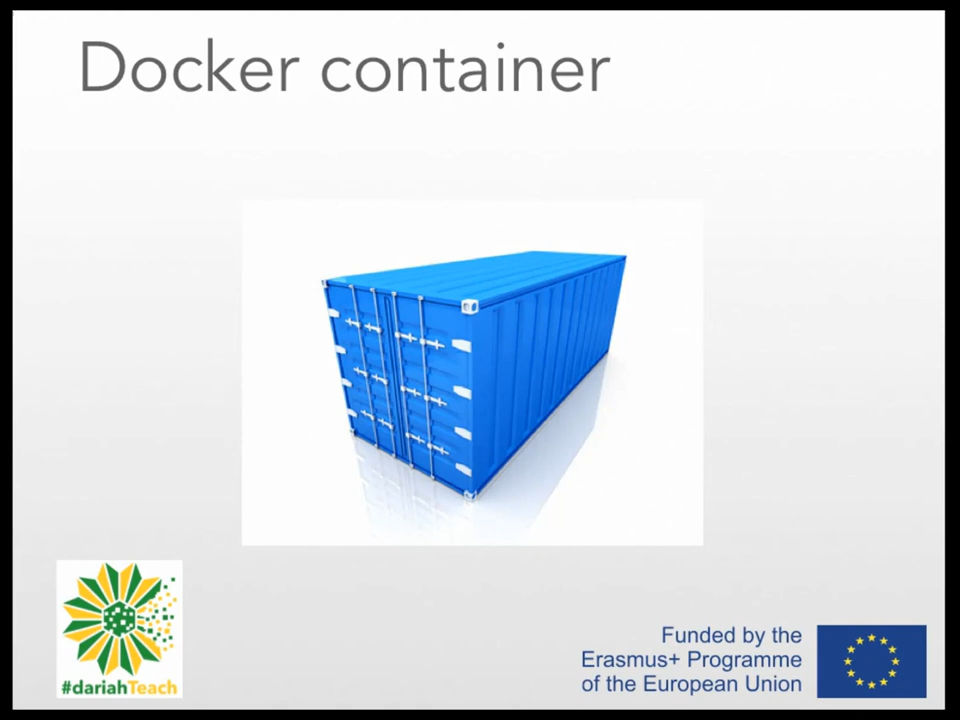 Docker container
#dariahTeach
Funded by the
Erasmus+ Programme
of the European Union